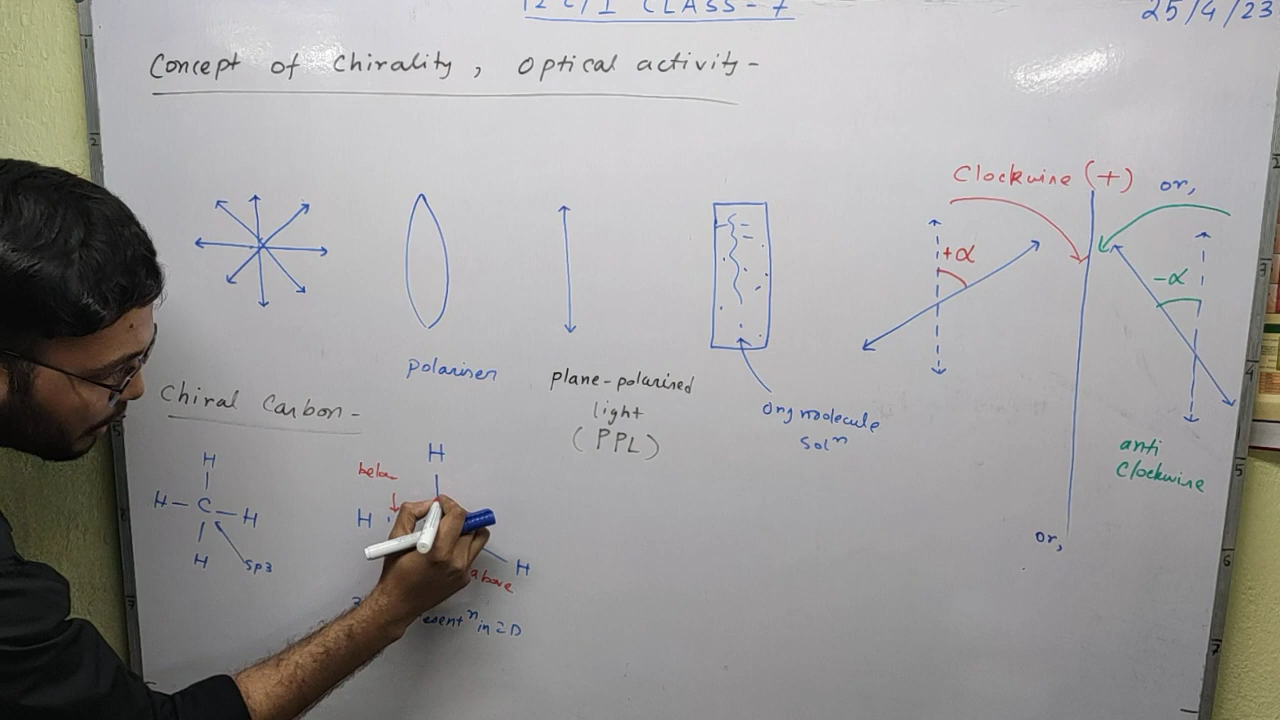 12 C/I CLASS-7
25/4/23
Concept of Chirality, Optical activity-
Clockwise (+)
or,
+α
-α
polariser
plane-polarised
light
(PPL)
Org molecule
solⁿ
anti
Clockwise
or,
Chiral Carbon-
H
H-C-H
H
sp3
H
below
H
H
above
in 2D